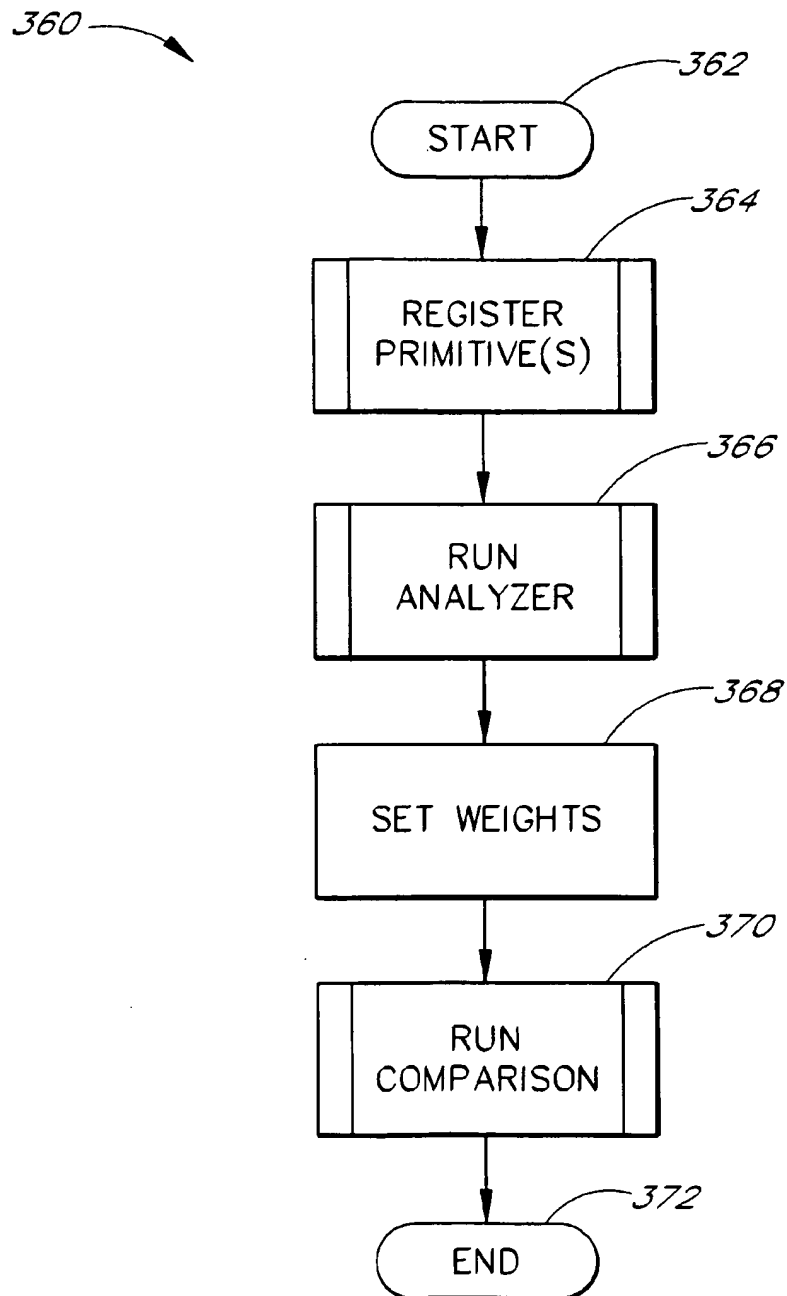 360
362
START
364
REGISTER
PRIMITIVE(S)
366
RUN
ANALYZER
368
SET WEIGHTS
370
RUN
COMPARISON
372
END